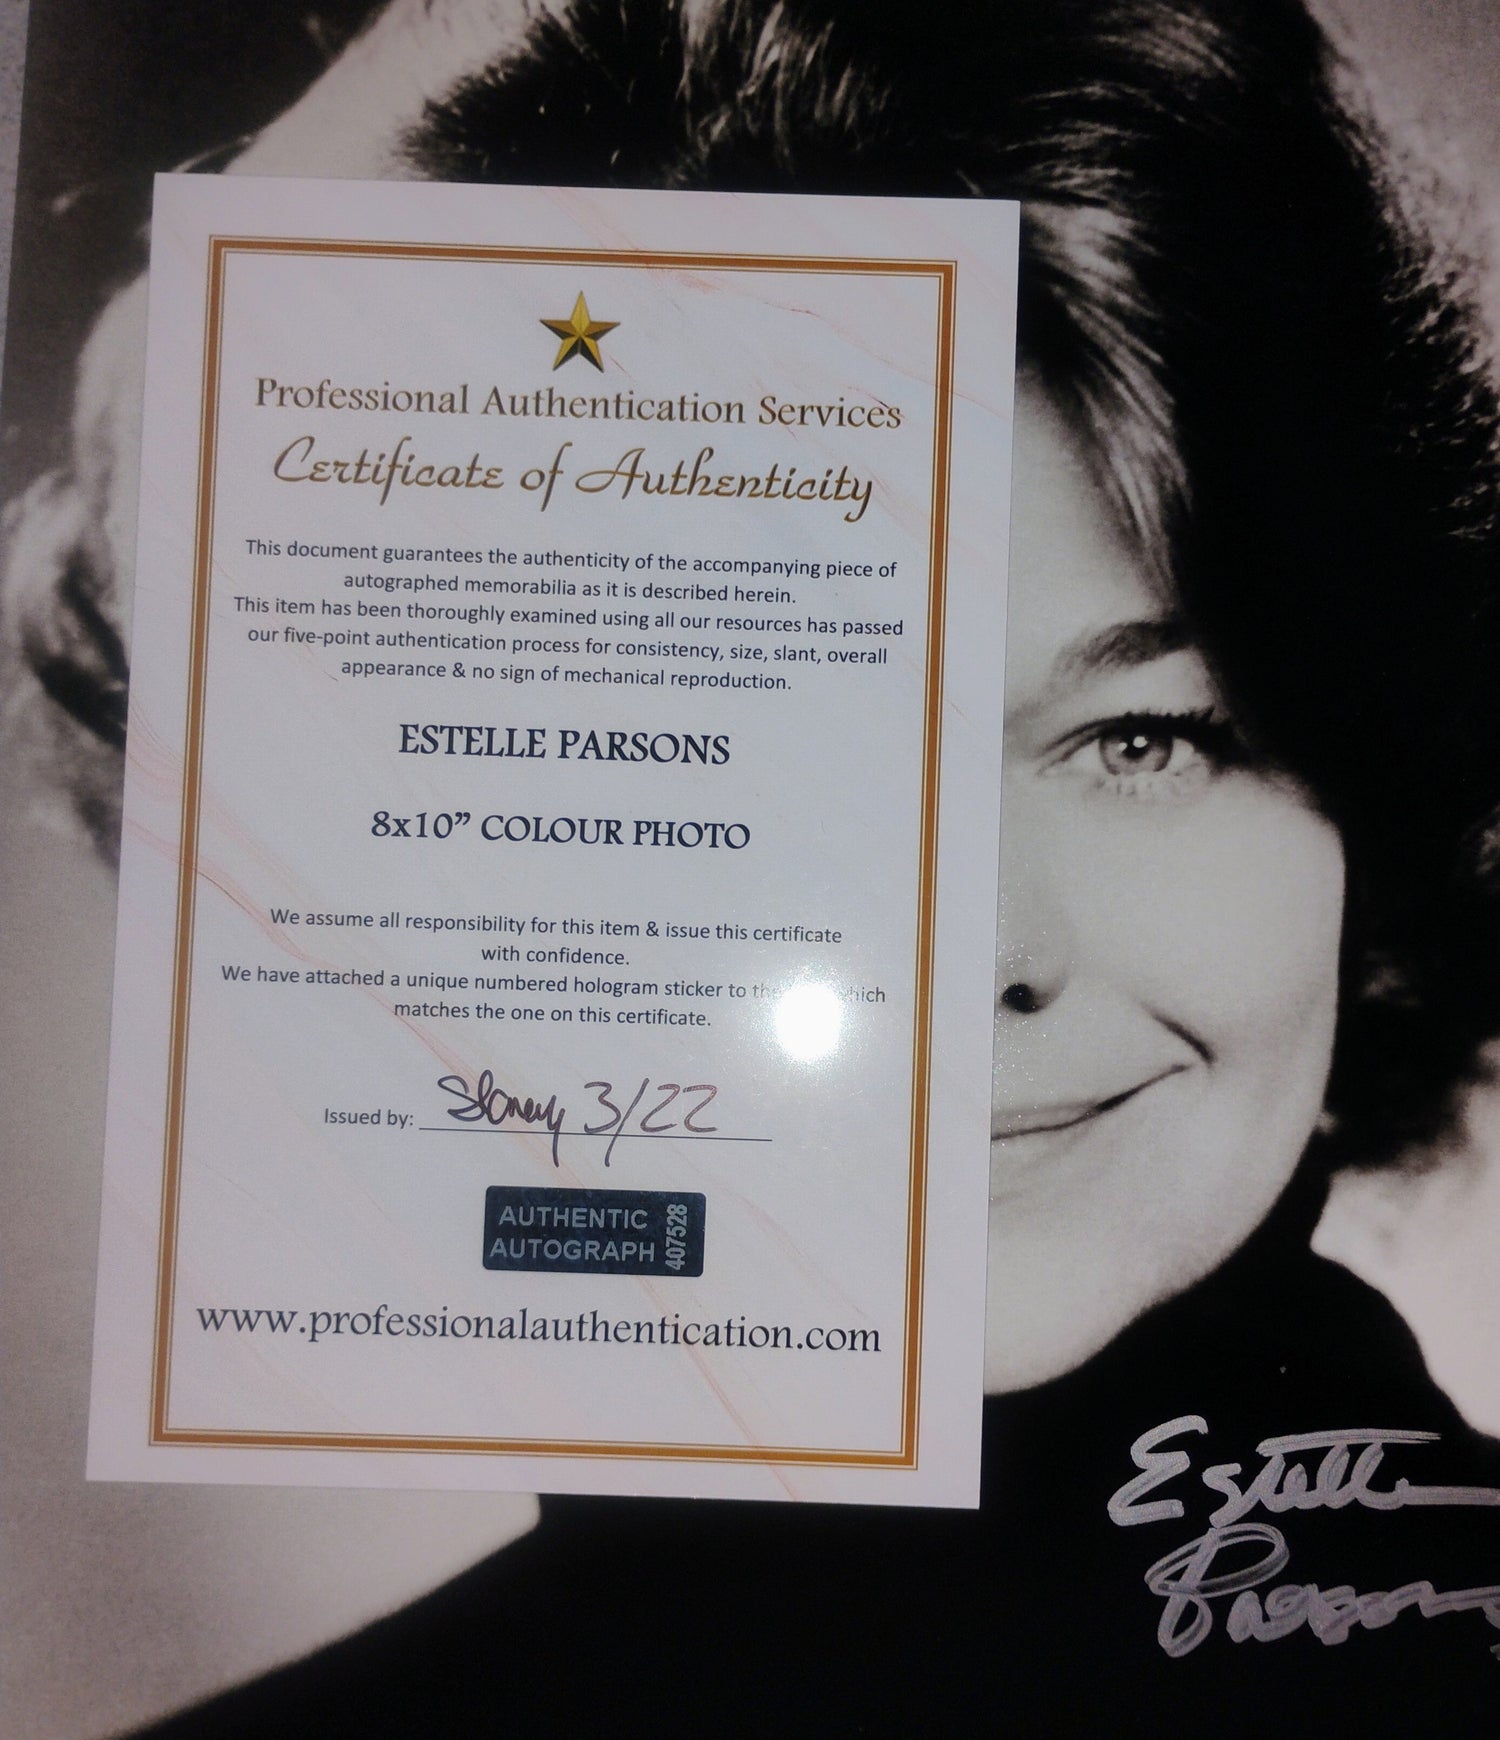 Professional Authentication Services
Certificate of Authenticity
This document guarantees the authenticity of the accompanying piece of
autographed memorabilia as it is described herein.
This item has been thoroughly examined using all our resources has passed
our five-point authentication process for consistency, size, slant, overall
appearance & no sign of mechanical reproduction.
ESTELLE PARSONS
8x10” COLOUR PHOTO
We assume all responsibility for this item & issue this certificate
with confidence.
We have attached a unique numbered hologram sticker to
matches the one on this certificate.
Issued by: 3/22
AUTHENTIC
AUTOGRAPH
407528
www.professionalauthentication.com
Estelle
Parsons